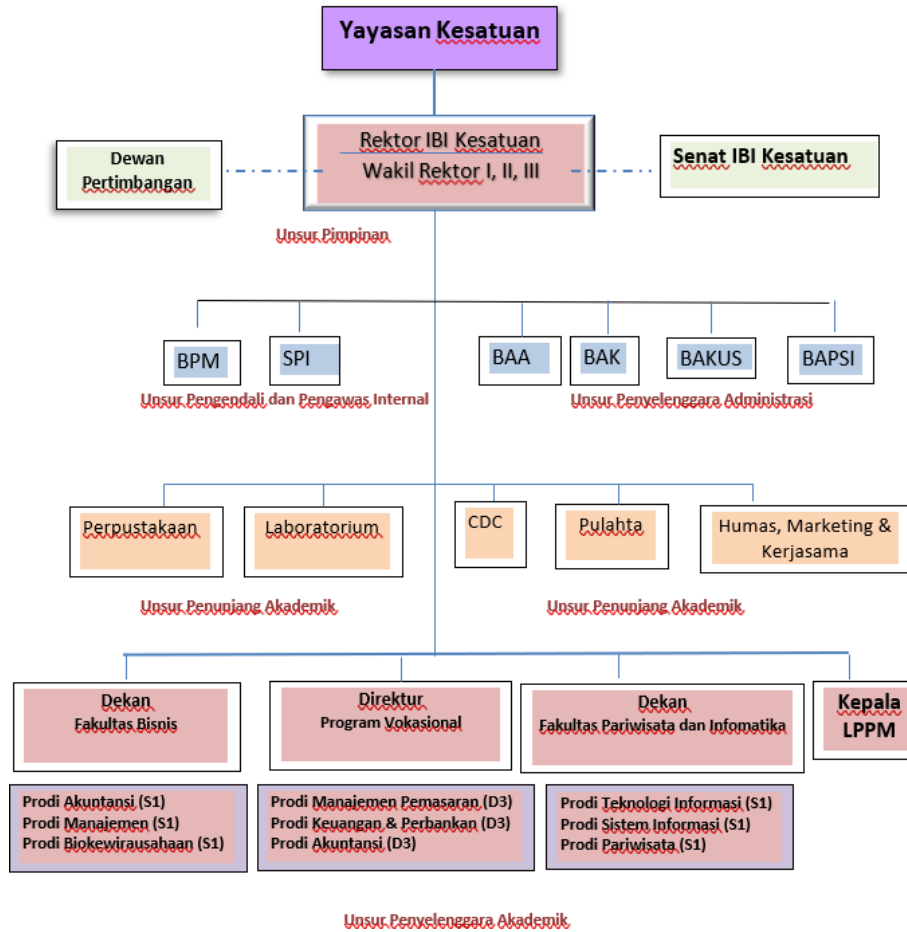 Yayasan Kesatuan
Rektor IBI Kesatuan
Wakil Rektor I, II, III
Dewan
Pertimbangan
Senat IBI Kesatuan
Unsur Pimpinan
BPM
SPI
BAA
BAK
BAKUS
BAPSI
Unsur Pengendali dan Pengawas Internal
Unsur Penyelenggara Administrasi
Perpustakaan
Laboratorium
CDC
Pulahta
Humas, Marketing &
Kerjasama
Unsur Penunjang Akademik
Unsur Penunjang Akademik
Dekan
Fakultas Bisnis
Direktur
Program Vokasional
Dekan
Fakultas Pariwisata dan Infomatika
Kepala
LPPM
Prodi Akuntansi (S1)
Prodi Manajemen (S1)
Prodi Biokewirausahaan (S1)
Prodi Manajemen Pemasaran (D3)
Prodi Keuangan & Perbankan (D3)
Prodi Akuntansi (D3)
Prodi Teknologi Informasi (S1)
Prodi Sistem Informasi (S1)
Prodi Pariwisata (S1)
Unsur Penyelenggara Akademik